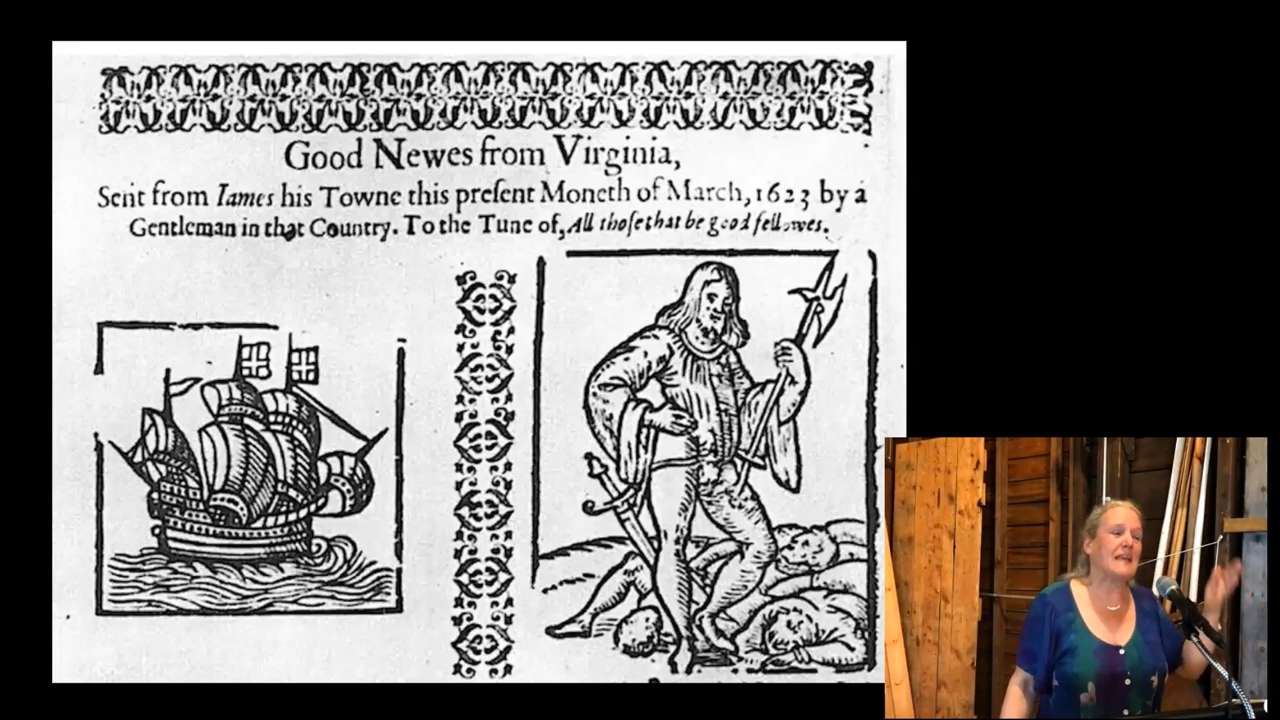 Good Newes from Virginia,
Sent from Iames his Towne this preſent Moneth of March, 1623 by a
Gentleman in that Country. To the Tune of, All thoſe that be good fellowes.